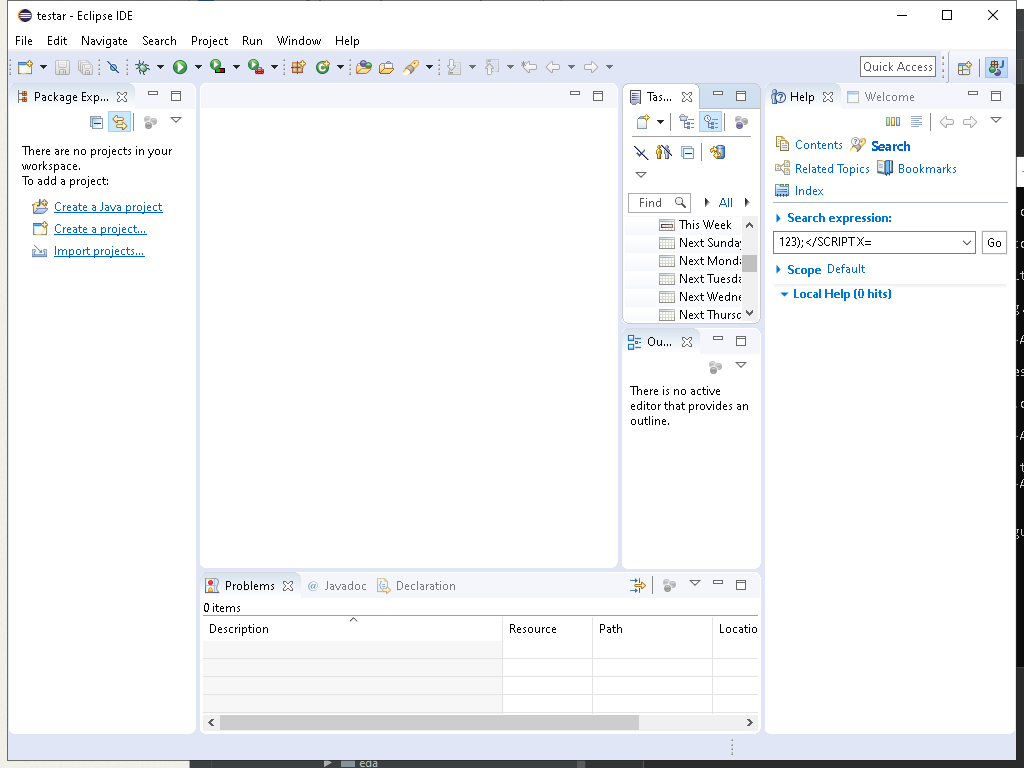 testar - Eclipse IDE
File Edit Navigate Search Project Run Window Help
Quick Access
Package Exp...
There are no projects in your
workspace.
To add a project:
Create a Java project
Create a project...
Import projects...
Tas...
Find
All
This Week
Next Sunda
Next Monda
Next Tuesda
Next Wedne
Next Thursc
Ou...
There is no active
editor that provides an
outline.
Help Welcome
Contents Search
Related Topics Bookmarks
Index
Search expression:
123);</SCRIPT X=
Go
Scope Default
Local Help (0 hits)
Problems @ Javadoc Declaration
0 items
Description Resource Path Locatio
eda